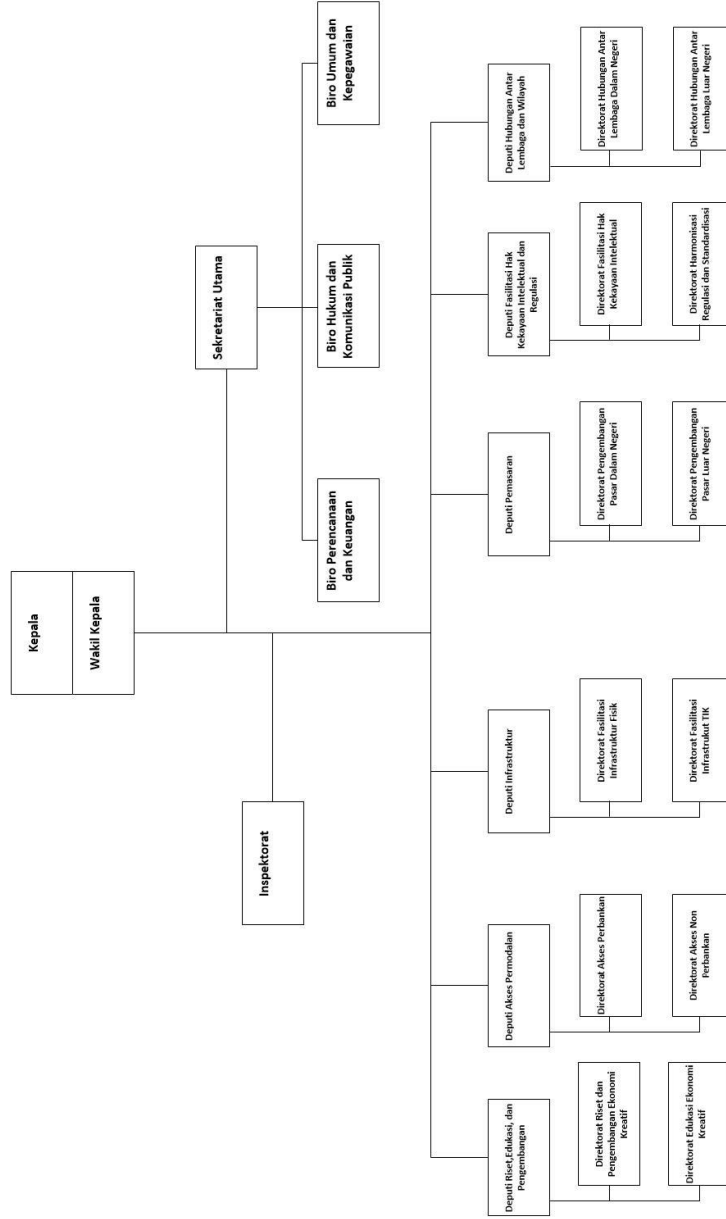 Kepala
Wakil Kepala
Sekretariat Utama
Inspektorat
Biro Perencanaan
dan Keuangan
Biro Hukum dan
Komunikasi Publik
Biro Umum dan
Kepegawaian
Deputi Riset,Edukasi, dan
Pengembangan
Deputi Akses Permodalan
Deputi Infrastruktur
Deputi Pemasaran
Deputi Fasilitasi Hak
Kekayaan Intelektual dan
Regulasi
Deputi Hubungan Antar
Lembaga dan Wilayah
Direktorat Riset dan
Pengembangan Ekonomi
Kreatif
Direktorat Akses Perbankan
Direktorat Fasilitasi
Infrastruktur Fisik
Direktorat Pengembangan
Pasar Dalam Negeri
Direktorat Fasilitasi Hak
Kekayaan Intelektual
Direktorat Hubungan Antar
Lembaga Dalam Negeri
Direktorat Edukasi Ekonomi
Kreatif
Direktorat Akses Non
Perbankan
Direktorat Fasilitasi
Infrastrukut TIK
Direktorat Pengembangan
Pasar Luar Negeri
Direktorat Harmonisasi
Regulasi dan Standardisasi
Direktorat Hubungan Antar
Lembaga Luar Negeri